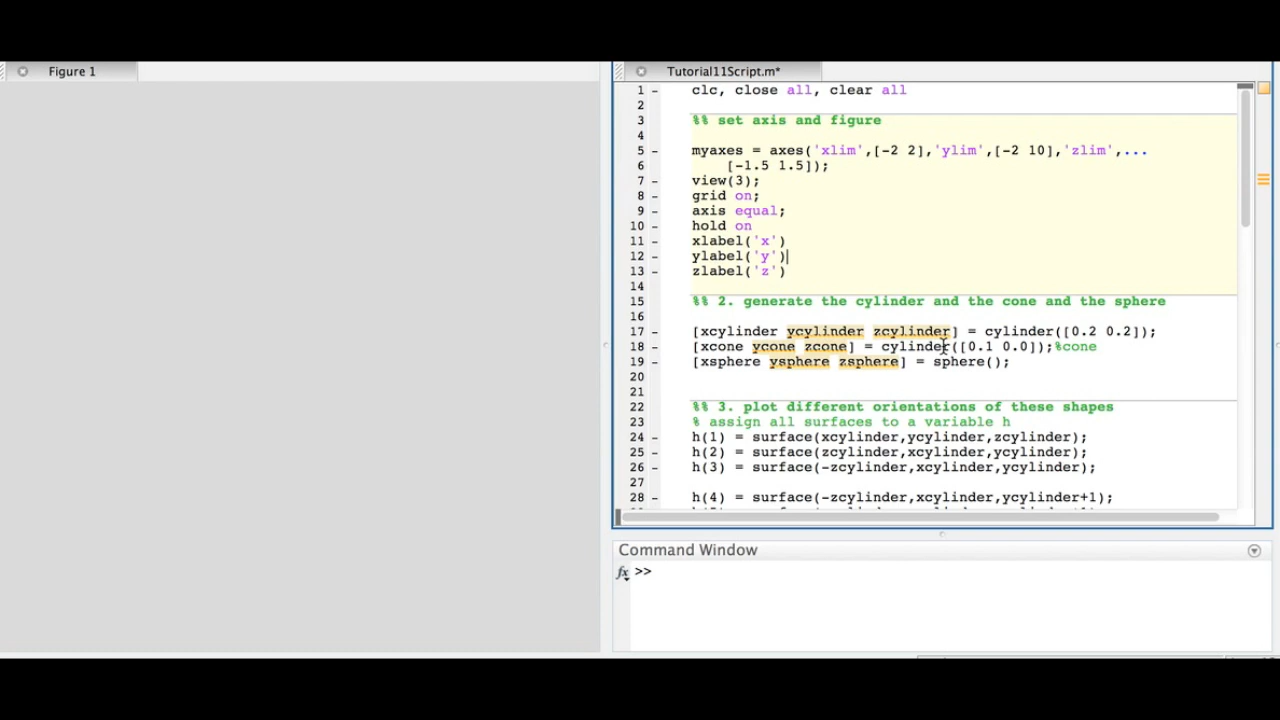 Figure 1
Tutorial11Script.m*
1 – clc, close all, clear all
2
3 %% set axis and figure
4
5 – myaxes = axes('xlim',[-2 2],'ylim',[-2 10],'zlim',...
6 – [-1.5 1.5]);
7 – view(3);
8 – grid on;
9 – axis equal;
10 – hold on
11 – xlabel('x')
12 – ylabel('y')
13 – zlabel('z')
14
15 %% 2. generate the cylinder and the cone and the sphere
16
17 – [xcylinder ycylinder zcylinder] = cylinder([0.2 0.2]);
18 – [xcone ycone zcone] = cylinder([0.1 0.0]);%cone
19 – [xsphere ysphere zsphere] = sphere();
20
21
22 %% 3. plot different orientations of these shapes
23 % assign all surfaces to a variable h
24 – h(1) = surface(xcylinder,ycylinder,zcylinder);
25 – h(2) = surface(zcylinder,xcylinder,ycylinder);
26 – h(3) = surface(-zcylinder,xcylinder,ycylinder);
27
28 – h(4) = surface(-zcylinder,xcylinder,ycylinder+1);
Command Window
fx >>